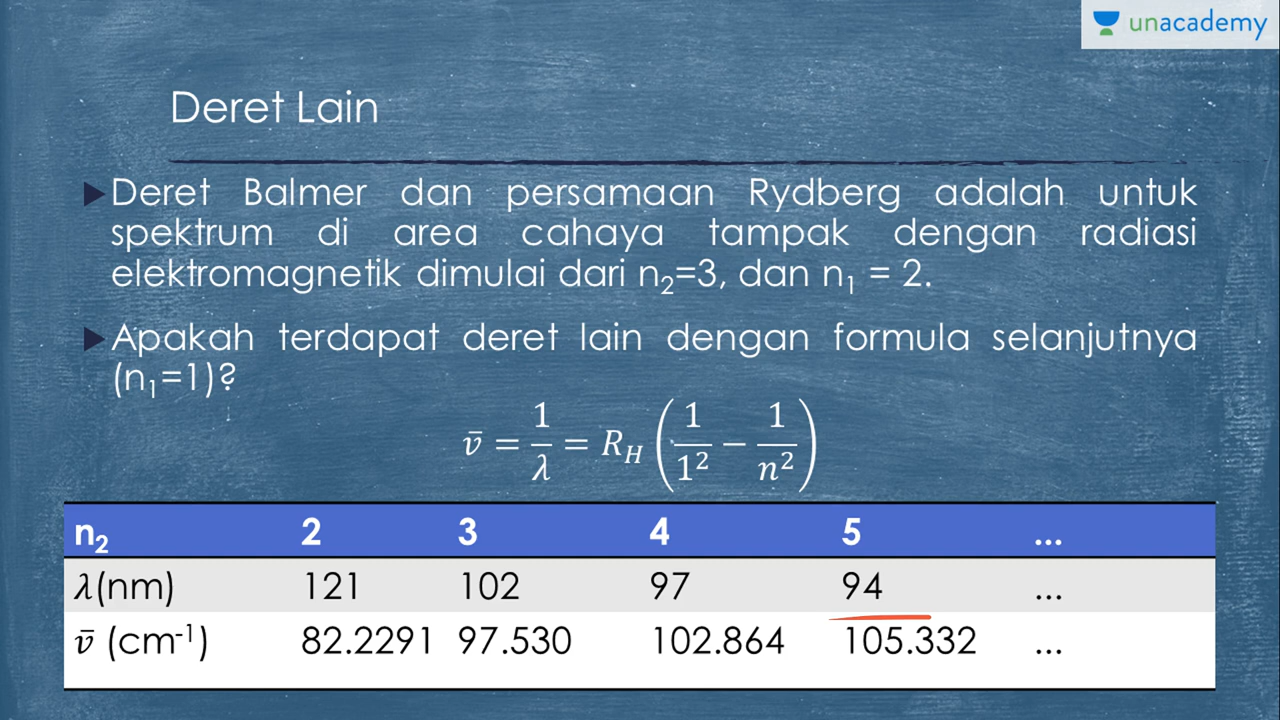 unacademy
Deret Lain
Deret Balmer dan persamaan Rydberg adalah untuk
spektrum di area cahaya tampak dengan radiasi
elektromagnetik dimulai dari n₂=3, dan n₁ = 2.
Apakah terdapat deret lain dengan formula selanjutnya
(n₁=1)?
v̄ = 1/λ = R_H (1/1² − 1/n²)
n₂ 2 3 4 5 ...
λ(nm) 121 102 97 94 ...
v̄ (cm⁻¹) 82.2291 97.530 102.864 105.332 ...